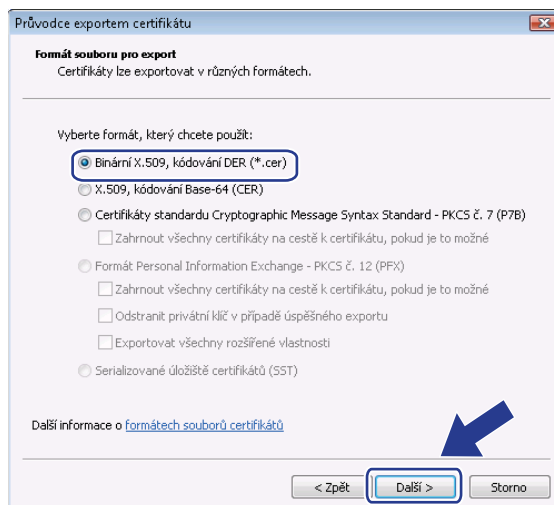 Průvodce exportem certifikátu
Formát souboru pro export
Certifikáty lze exportovat v různých formátech.
Vyberte formát, který chcete použít:
Binární X.509, kódování DER (*.cer)
X.509, kódování Base-64 (CER)
Certifikáty standardu Cryptographic Message Syntax Standard - PKCS č. 7 (P7B)
Zahrnout všechny certifikáty na cestě k certifikátu, pokud je to možné
Formát Personal Information Exchange - PKCS č. 12 (PFX)
Zahrnout všechny certifikáty na cestě k certifikátu, pokud je to možné
Odstranit privátní klíč v případě úspěšného exportu
Exportovat všechny rozšířené vlastnosti
Serializované úložiště certifikátů (SST)
Další informace o formátech souborů certifikátů
< Zpět Další > Storno